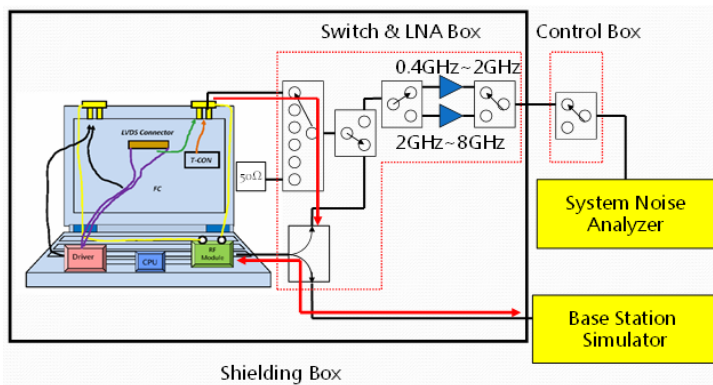 Switch & LNA Box
Control Box
0.4GHz~2GHz
2GHz~8GHz
LVDS Connector
T-CON
FC
50Ω
Driver
CPU
RF
Module
System Noise
Analyzer
Base Station
Simulator
Shielding Box